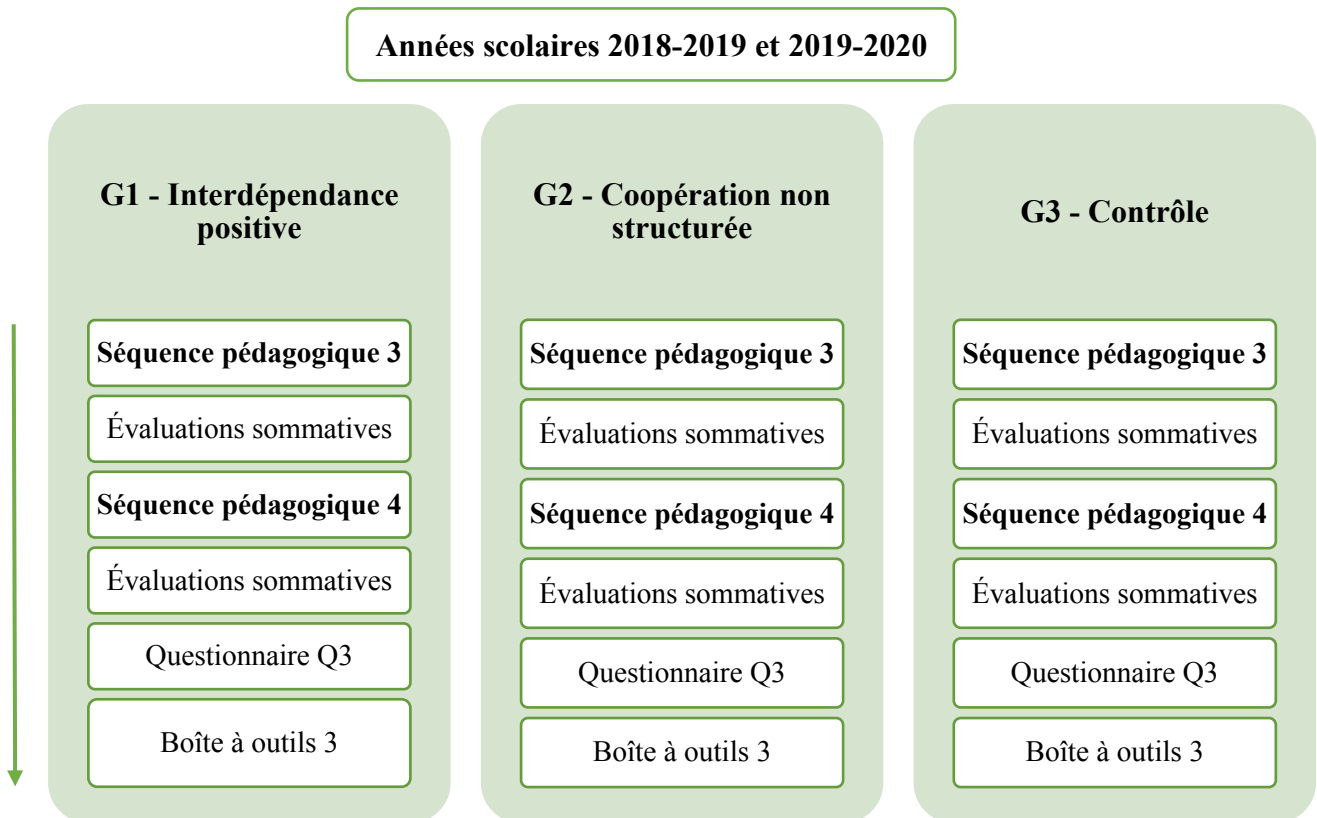 Années scolaires 2018-2019 et 2019-2020
G1 - Interdépendance
positive
Séquence pédagogique 3
Évaluations sommatives
Séquence pédagogique 4
Évaluations sommatives
Questionnaire Q3
Boîte à outils 3
G2 - Coopération non
structurée
Séquence pédagogique 3
Évaluations sommatives
Séquence pédagogique 4
Évaluations sommatives
Questionnaire Q3
Boîte à outils 3
G3 - Contrôle
Séquence pédagogique 3
Évaluations sommatives
Séquence pédagogique 4
Évaluations sommatives
Questionnaire Q3
Boîte à outils 3